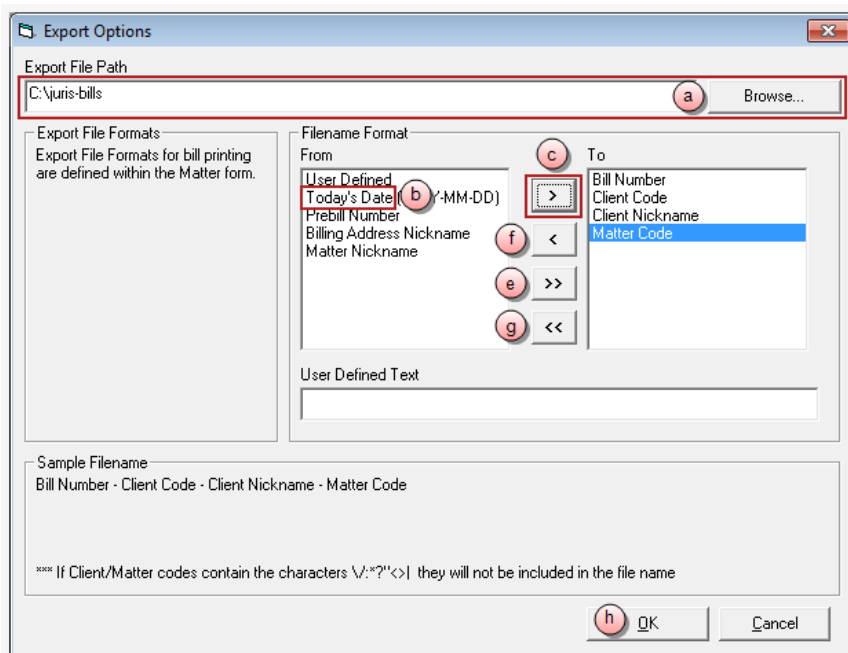 Export Options
Export File Path
C:\juris-bills
a
Browse...
Export File Formats
Export File Formats for bill printing
are defined within the Matter form.
Filename Format
From
c
To
User Defined
Today's Date ( b Y-MM-DD)
Prebill Number
Billing Address Nickname
Matter Nickname
>
f
<
e
>>
g
<<
Bill Number
Client Code
Client Nickname
Matter Code
User Defined Text
Sample Filename
Bill Number - Client Code - Client Nickname - Matter Code
*** If Client/Matter codes contain the characters \/:*?"<>| they will not be included in the file name
h
OK
Cancel